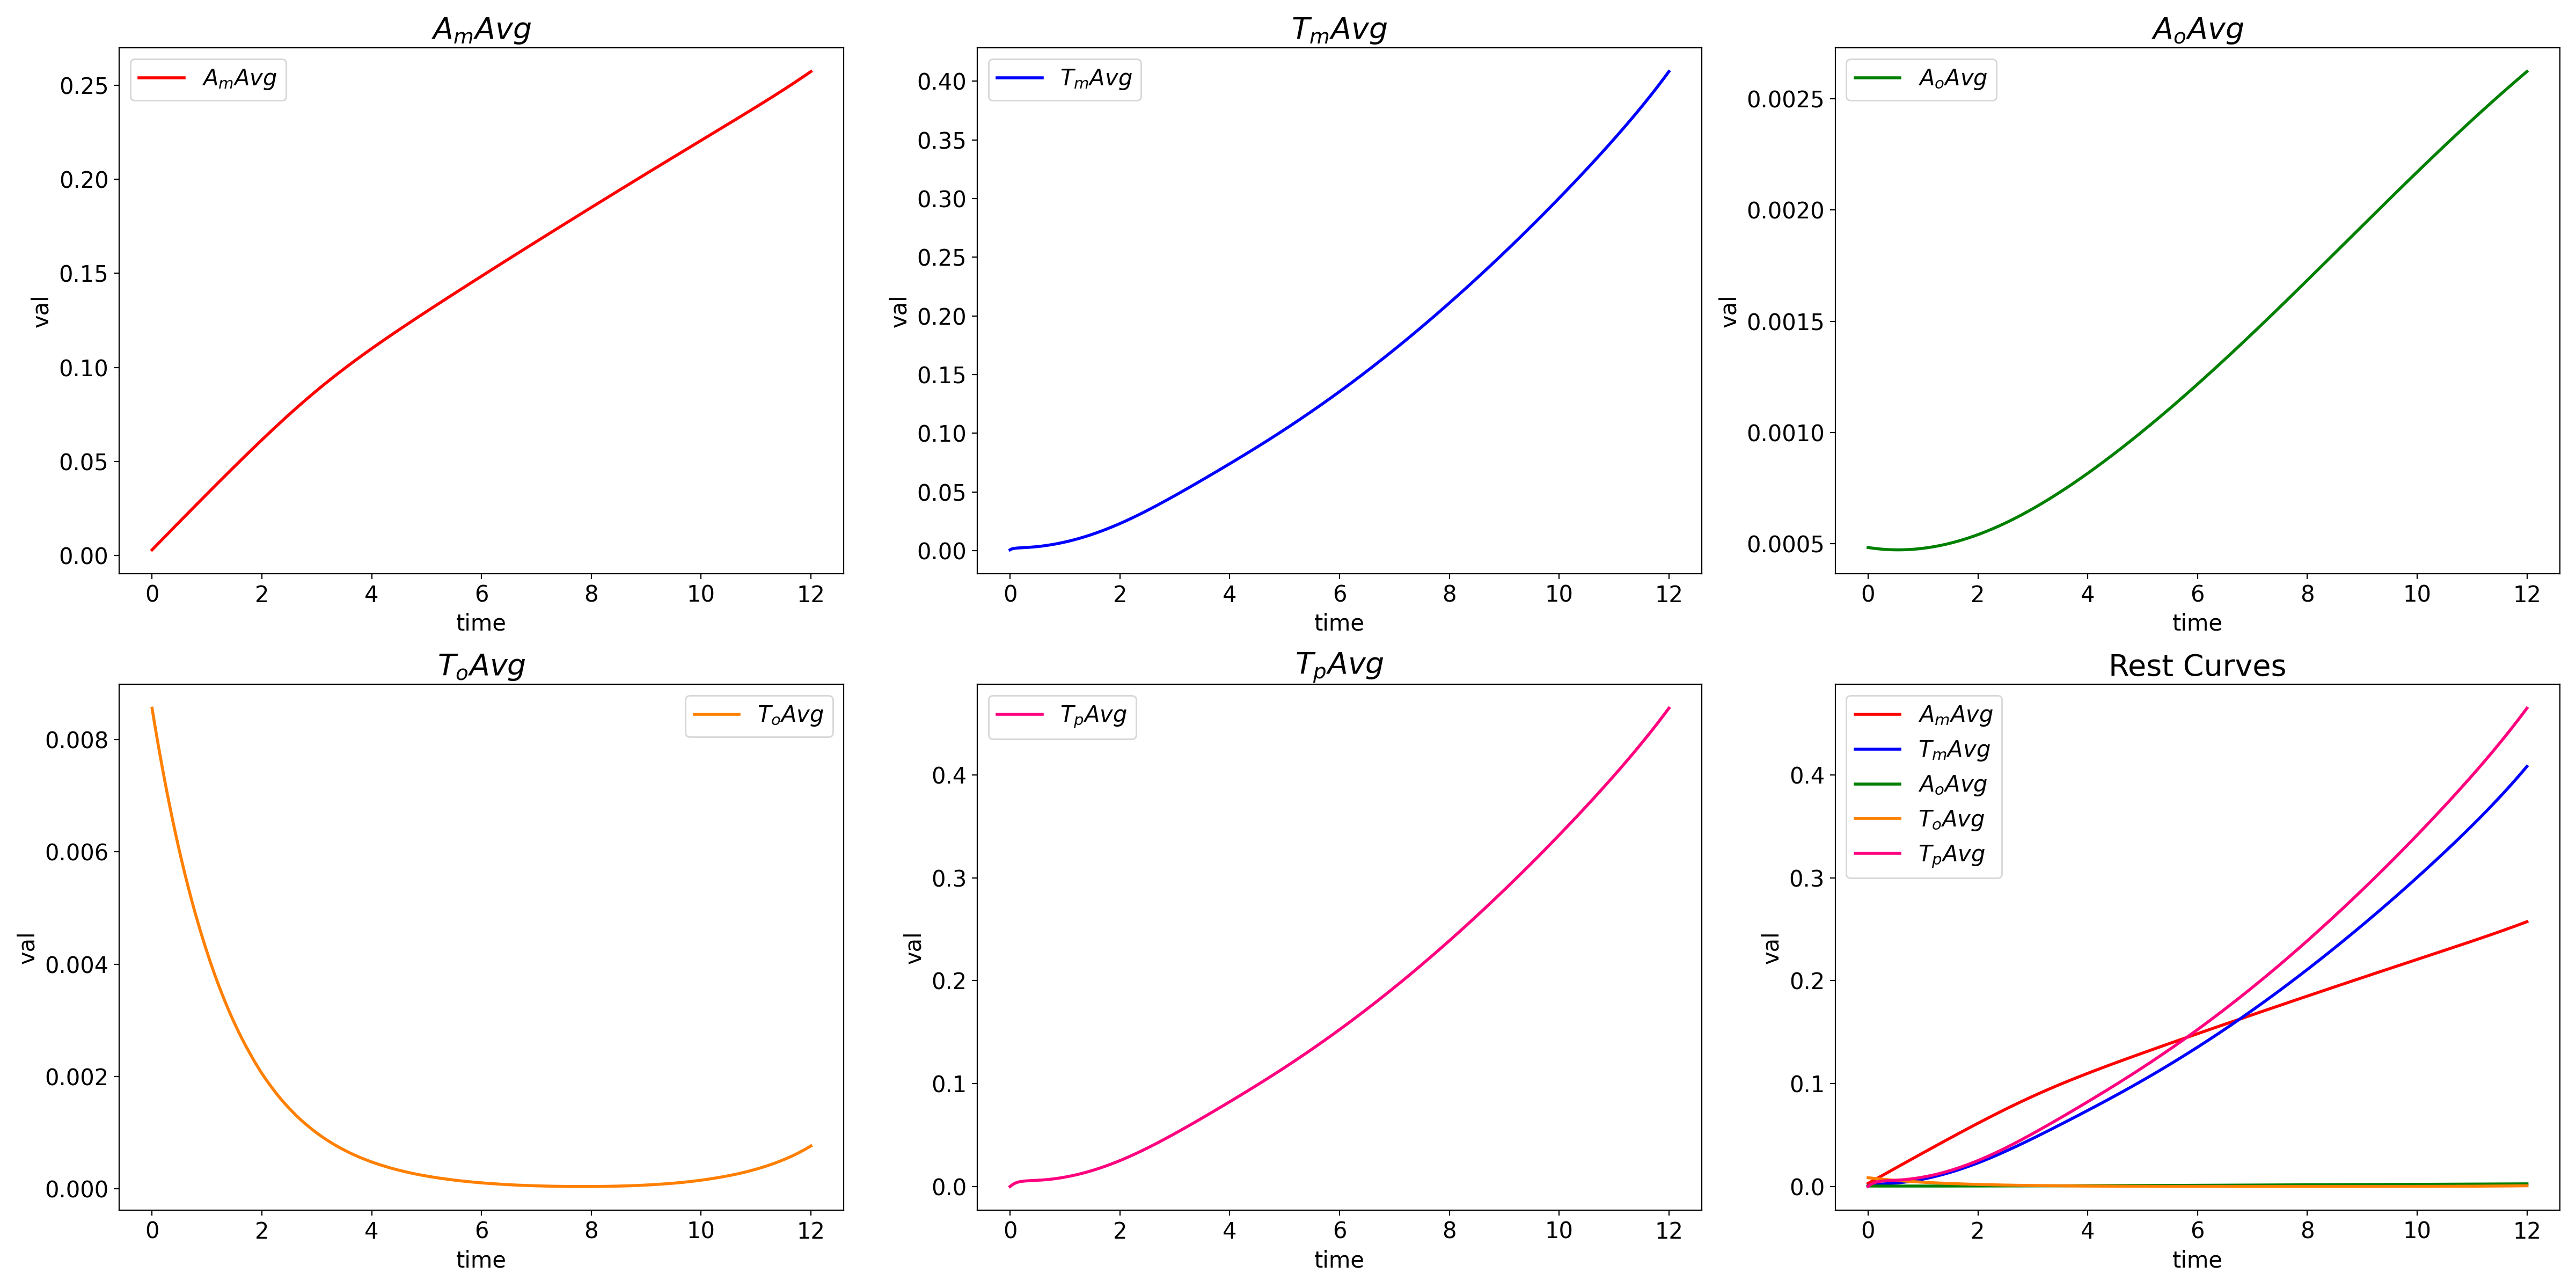 A_mAvg
T_mAvg
A_oAvg
A_mAvg
T_mAvg
A_oAvg
0.25
0.20
0.15
0.10
0.05
0.00
val
0 2 4 6 8 10 12
time
0.40
0.35
0.30
0.25
0.20
0.15
0.10
0.05
0.00
val
0 2 4 6 8 10 12
time
0.0025
0.0020
0.0015
0.0010
0.0005
val
0 2 4 6 8 10 12
time
T_oAvg
T_pAvg
Rest Curves
T_oAvg
0.008
0.006
0.004
0.002
0.000
val
0 2 4 6 8 10 12
time
T_pAvg
0.4
0.3
0.2
0.1
0.0
val
0 2 4 6 8 10 12
time
A_mAvg
T_mAvg
A_oAvg
T_oAvg
T_pAvg
0.4
0.3
0.2
0.1
0.0
val
0 2 4 6 8 10 12
time